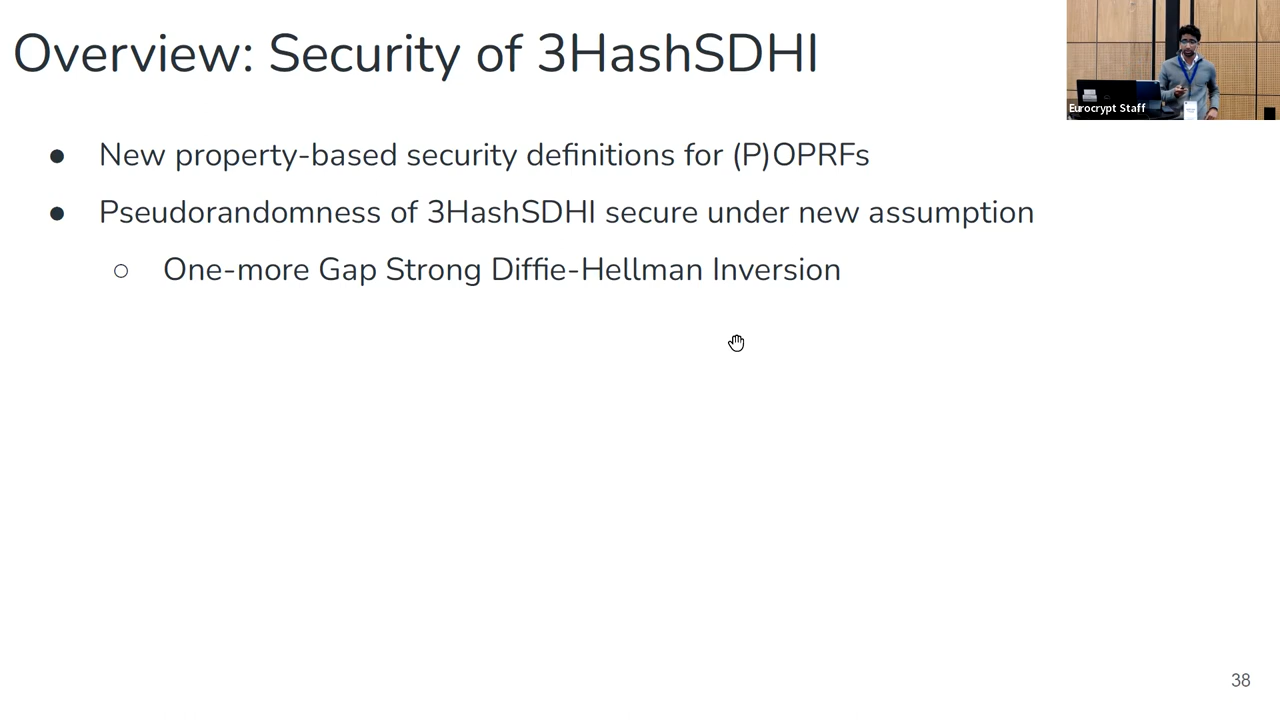 Overview: Security of 3HashSDHI
Eurocrypt Staff
● New property-based security definitions for (P)OPRFs
● Pseudorandomness of 3HashSDHI secure under new assumption
○ One-more Gap Strong Diffie-Hellman Inversion
38